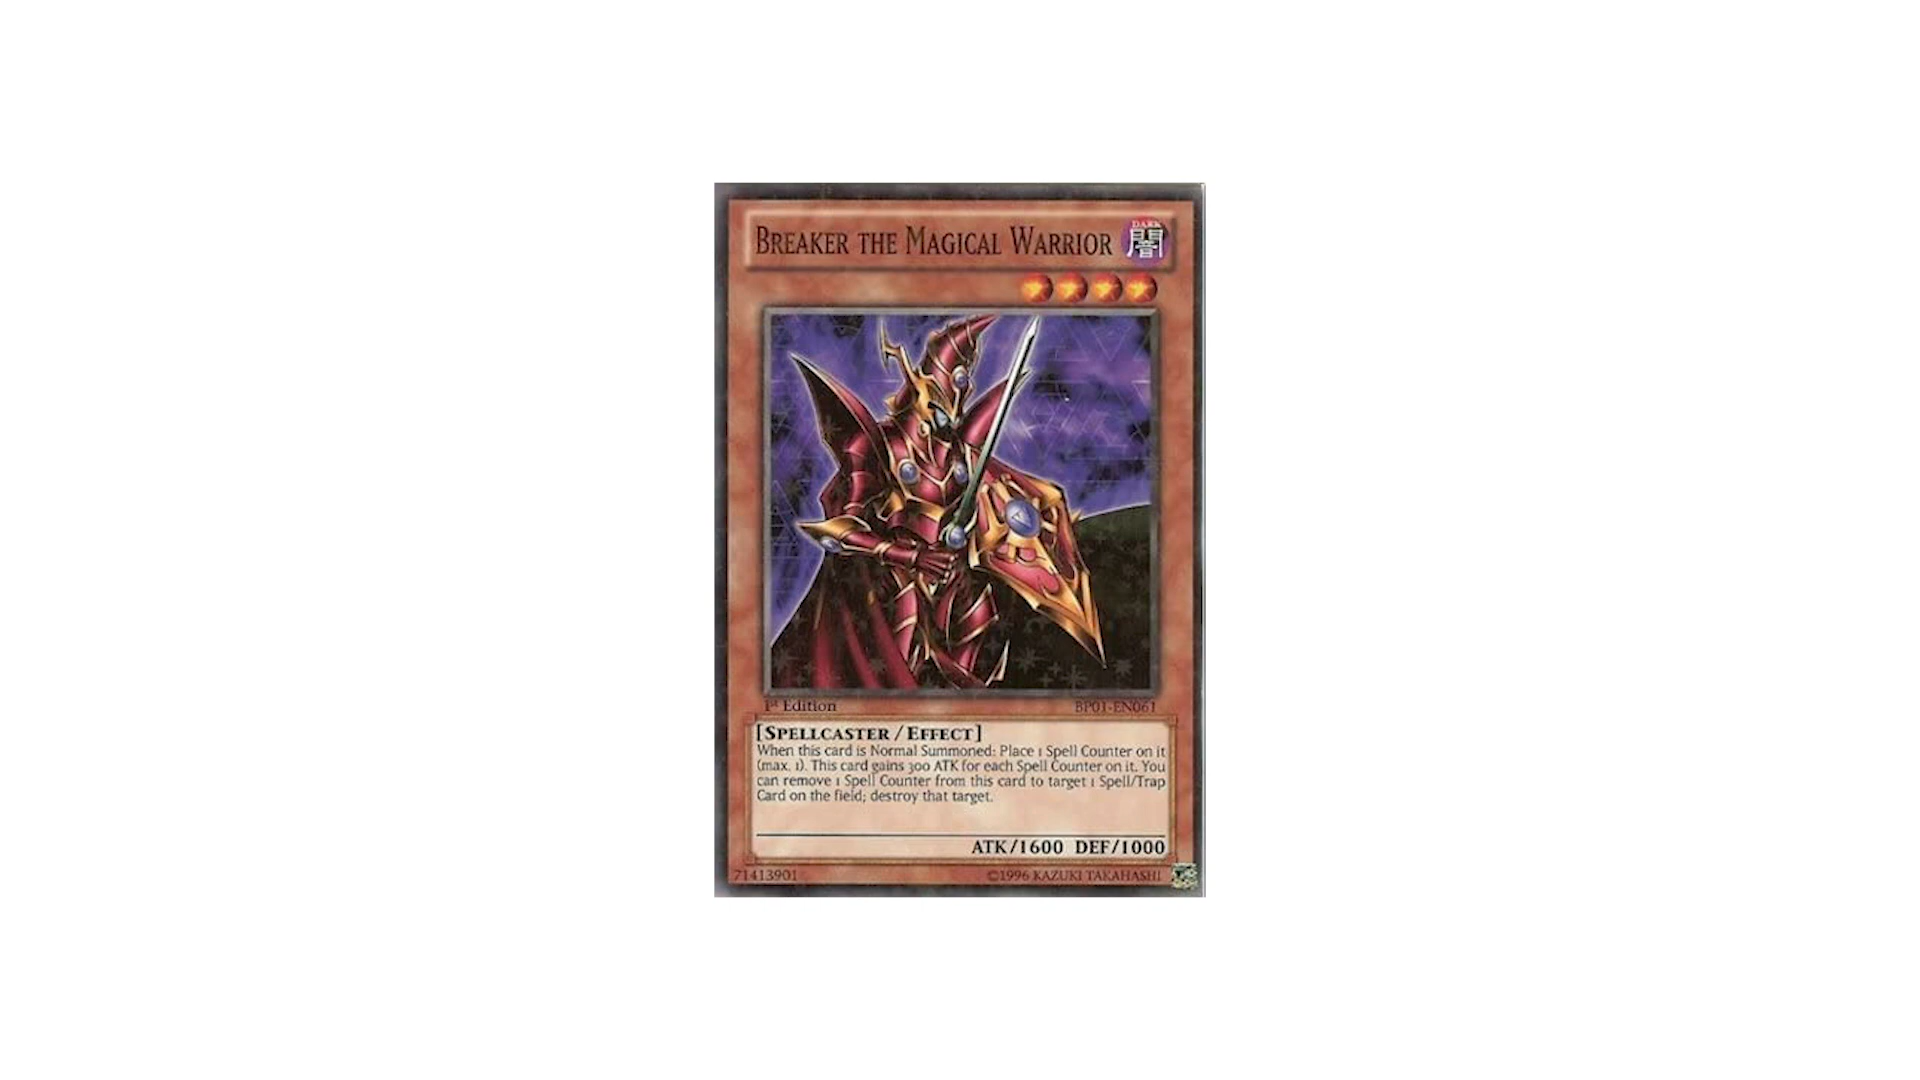 BREAKER THE MAGICAL WARRIOR
DARK
闇
1st Edition
BP01-EN061
[SPELLCASTER / EFFECT]
When this card is Normal Summoned: Place 1 Spell Counter on it
(max. 1). This card gains 300 ATK for each Spell Counter on it. You
can remove 1 Spell Counter from this card to target 1 Spell/Trap
Card on the field; destroy that target.
ATK/1600 DEF/1000
71413901
©1996 KAZUKI TAKAHASHI